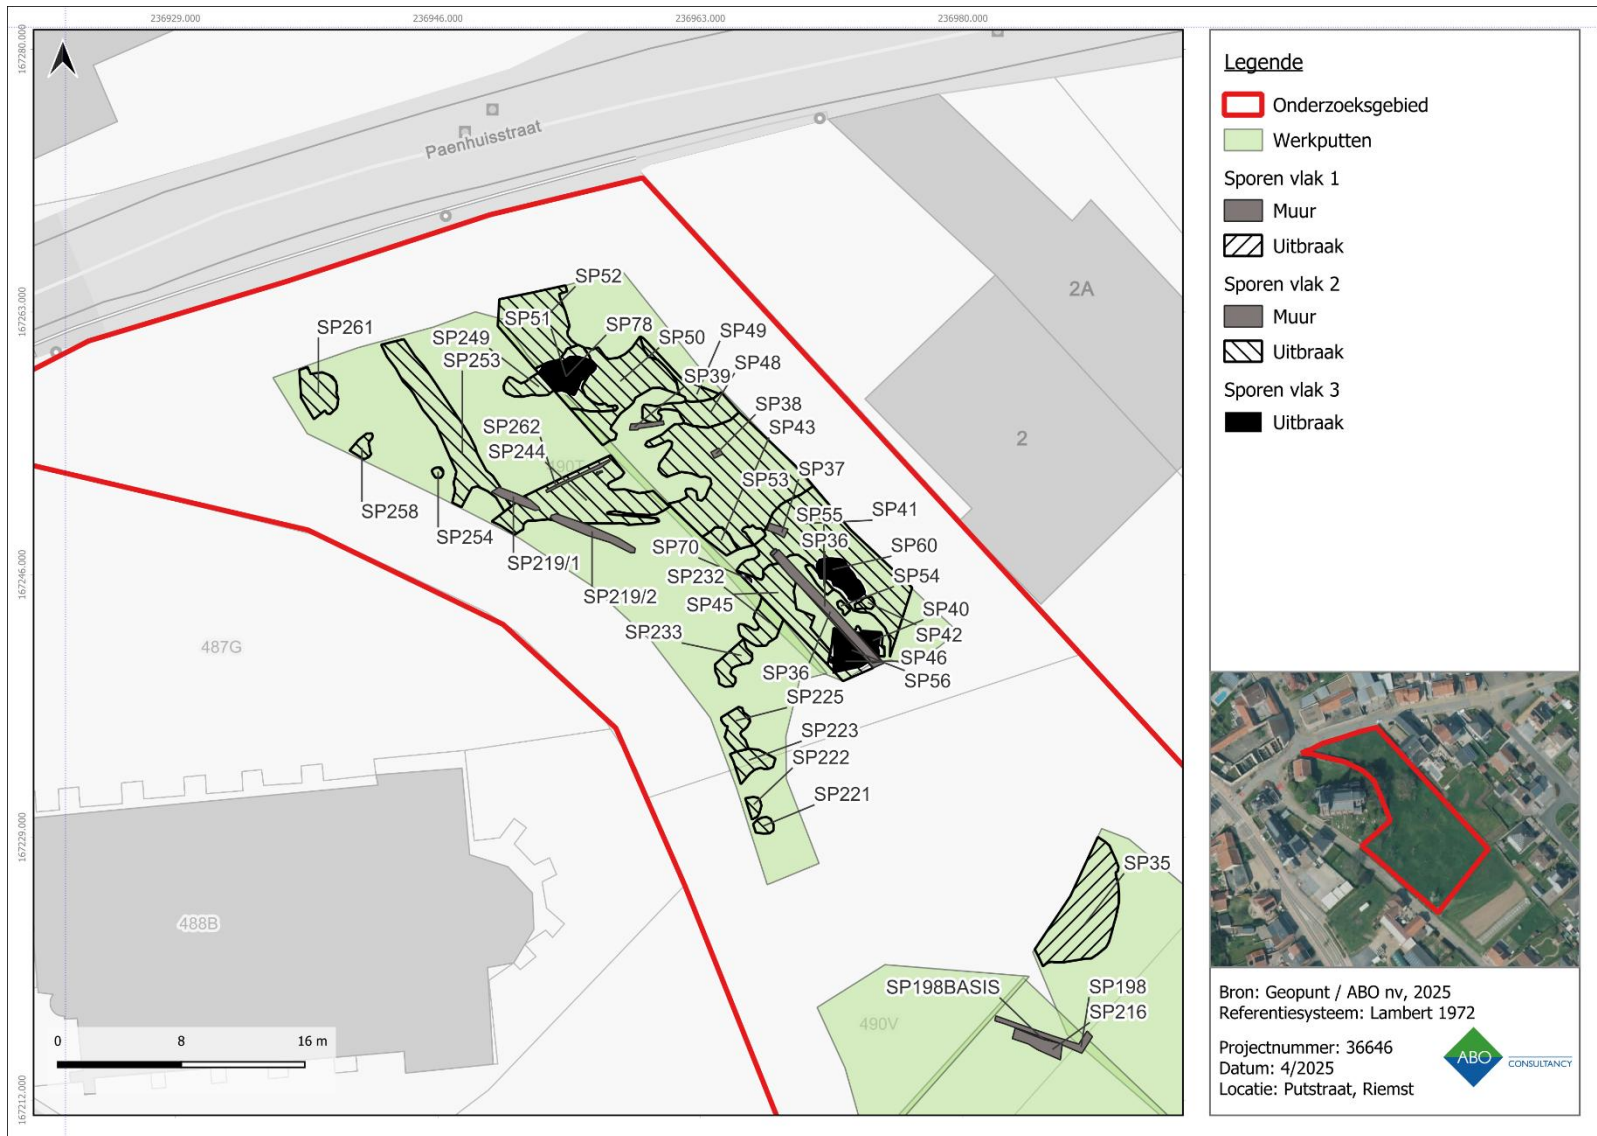 236929.000
236946.000
236963.000
236980.000
167280.000
167263.000
167246.000
167229.000
167212.000
Paenhuisstraat
2A
2
SP52
SP51
SP78
SP50
SP49
SP48
SP39
SP261
SP249
SP253
SP38
SP43
SP262
SP244
490T
SP37
SP53
SP55
SP41
SP36
SP60
SP258
SP254
SP219/1
SP219/2
SP70
SP232
SP45
SP54
SP40
SP42
SP233
SP46
SP36
SP56
SP225
SP223
SP222
SP221
487G
488B
SP35
SP198BASIS
SP198
SP216
490V
0 8 16 m
Legende
Onderzoeksgebied
Werkputten
Sporen vlak 1
Muur
Uitbraak
Sporen vlak 2
Muur
Uitbraak
Sporen vlak 3
Uitbraak
Bron: Geopunt / ABO nv, 2025
Referentiesysteem: Lambert 1972
Projectnummer: 36646
Datum: 4/2025
Locatie: Putstraat, Riemst
ABO
CONSULTANCY